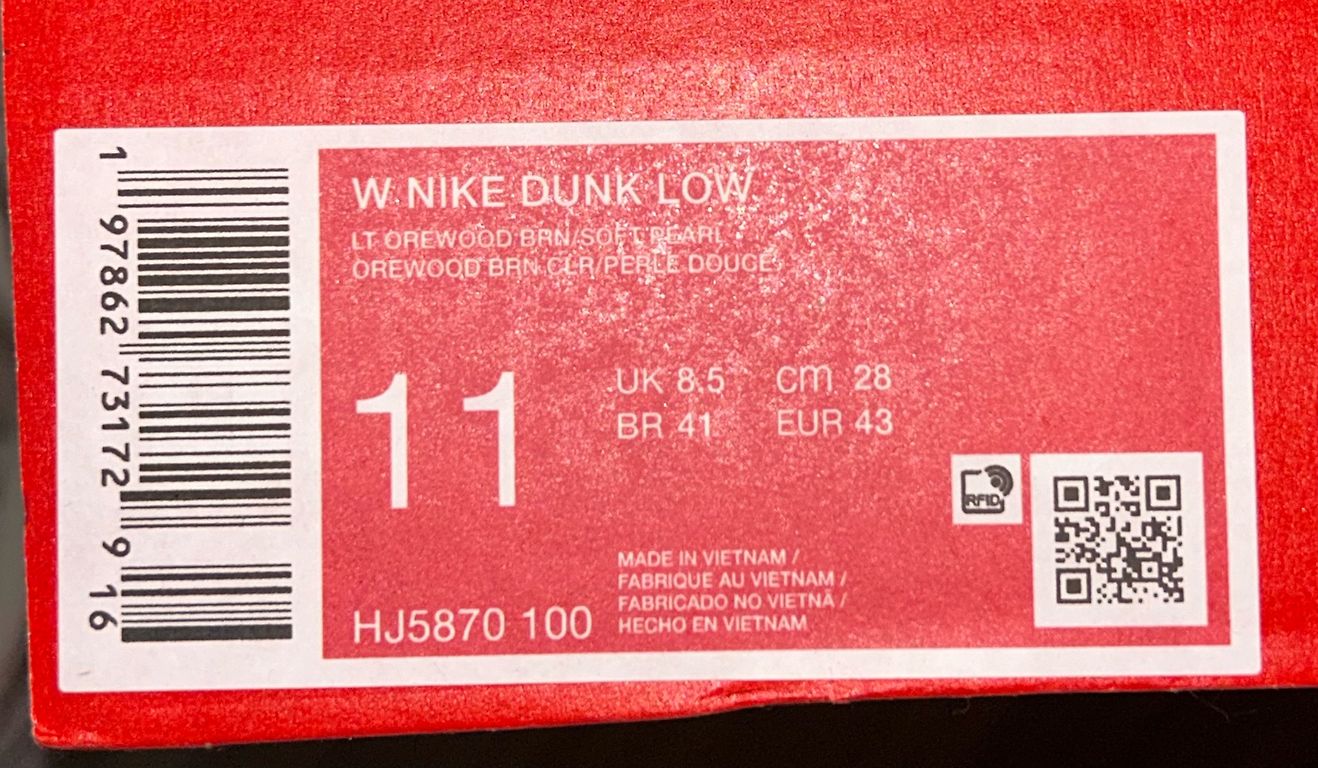 W NIKE DUNK LOW
LT OREWOOD BRN/SOFT PEARL
OREWOOD BRN CLR/PERLE DOUCE
11
UK 8.5 cm 28
BR 41 EUR 43
RFID
MADE IN VIETNAM /
FABRIQUE AU VIETNAM /
FABRICADO NO VIETNÃ /
HECHO EN VIETNAM
HJ5870 100
1 97862 73172 9 16